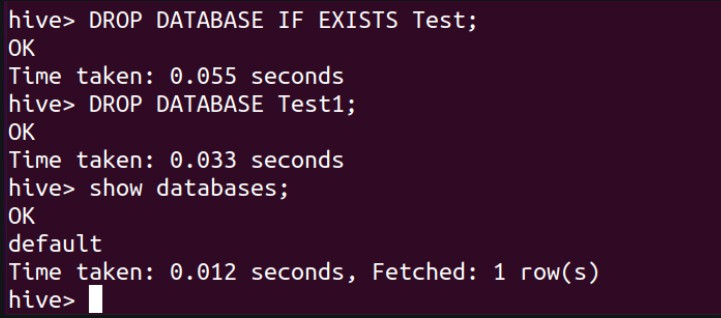 hive> DROP DATABASE IF EXISTS Test;
OK
Time taken: 0.055 seconds
hive> DROP DATABASE Test1;
OK
Time taken: 0.033 seconds
hive> show databases;
OK
default
Time taken: 0.012 seconds, Fetched: 1 row(s)
hive>